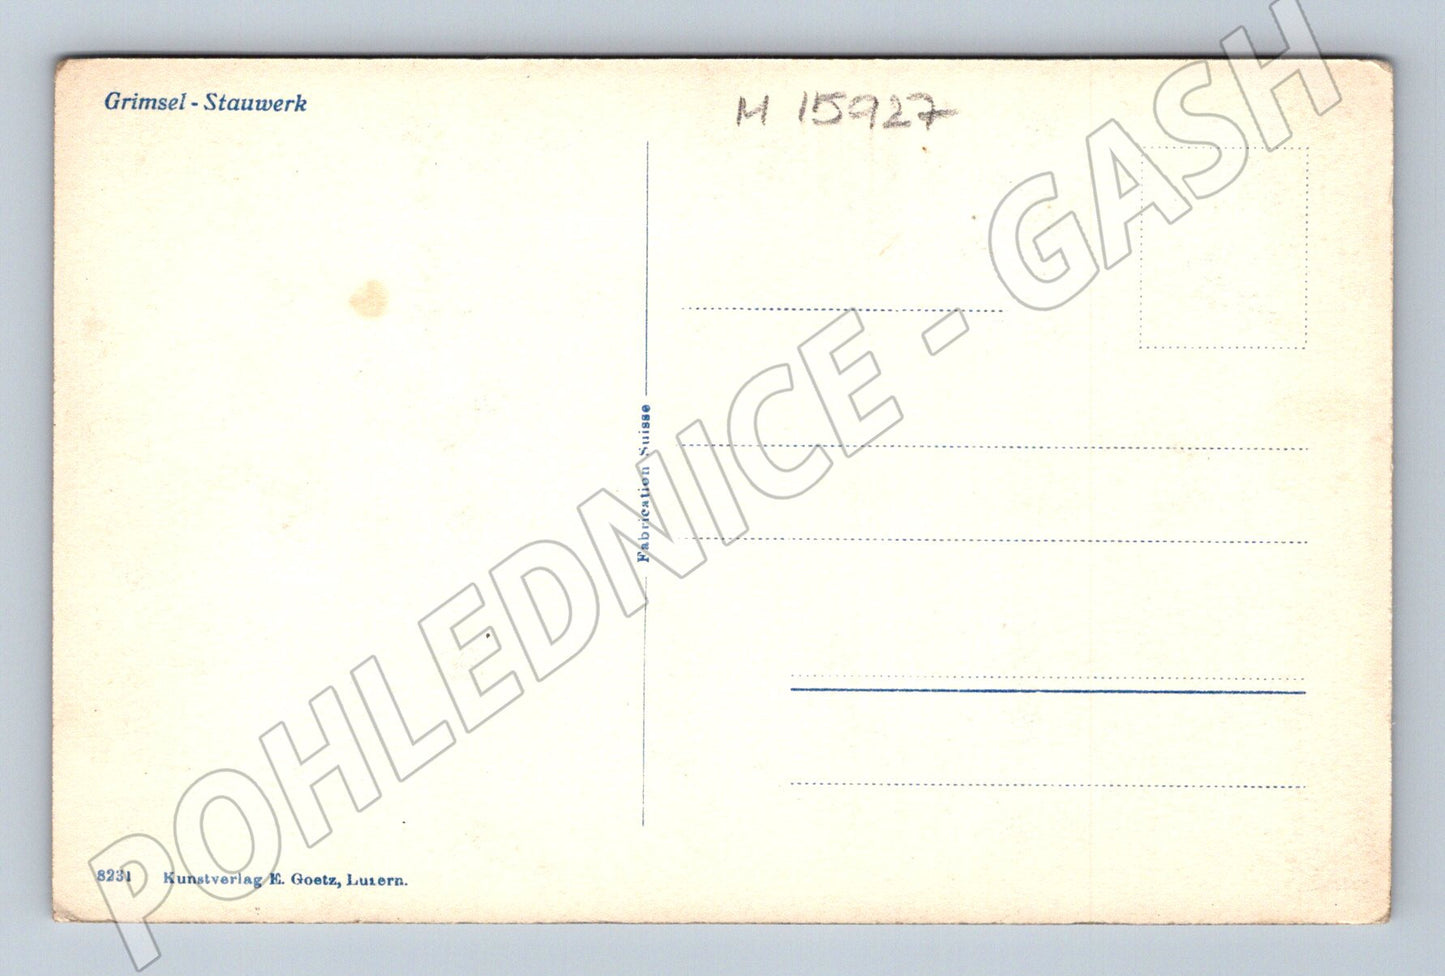 Grimsel - Stauwerk
M 15927
Fabrication Suisse
8231 Kunstverlag E. Goetz, Luzern.
POHLEDNICE - GASH